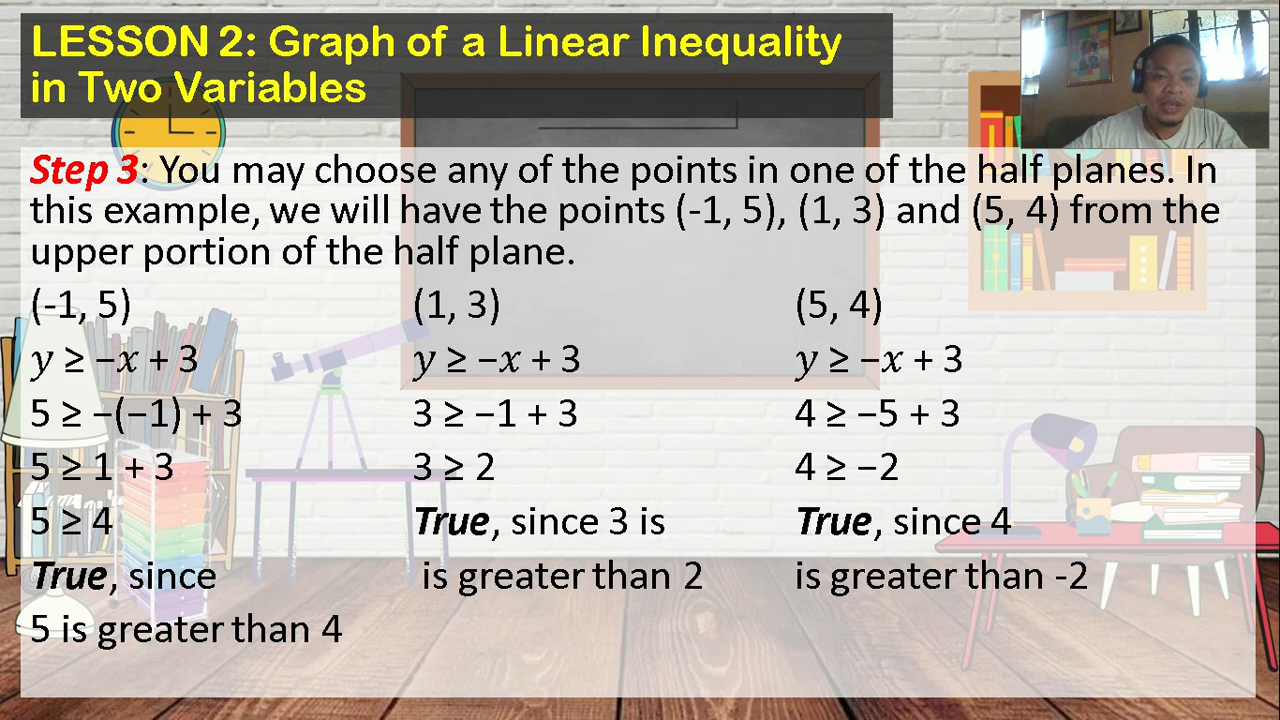 LESSON 2: Graph of a Linear Inequality
in Two Variables
Step 3: You may choose any of the points in one of the half planes. In
this example, we will have the points (-1, 5), (1, 3) and (5, 4) from the
upper portion of the half plane.
(-1, 5)
y ≥ −x + 3
5 ≥ −(−1) + 3
5 ≥ 1 + 3
5 ≥ 4
True, since
5 is greater than 4
(1, 3)
y ≥ −x + 3
3 ≥ −1 + 3
3 ≥ 2
True, since 3 is
is greater than 2
(5, 4)
y ≥ −x + 3
4 ≥ −5 + 3
4 ≥ −2
True, since 4
is greater than -2